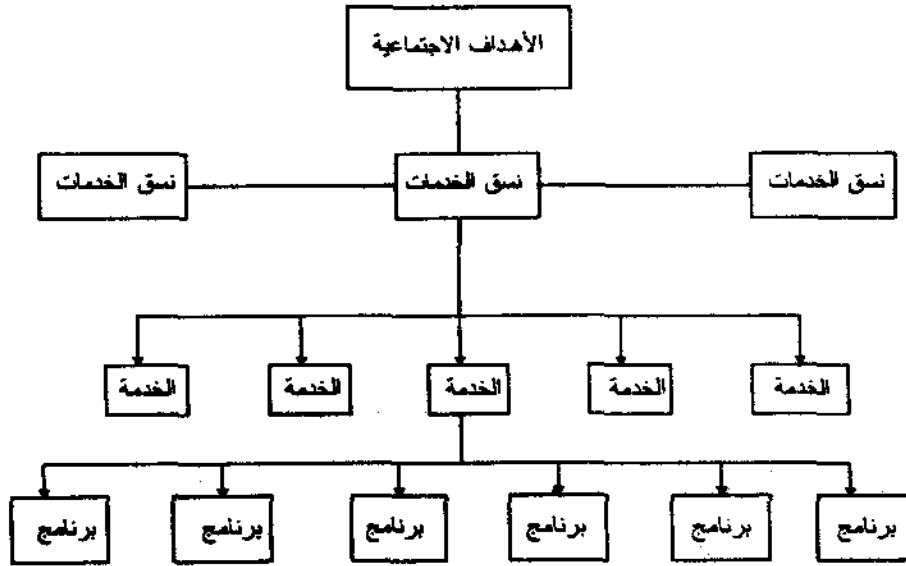 الأهداف الاجتماعية
نسق الخدمات
نسق الخدمات
نسق الخدمات
الخدمة
الخدمة
الخدمة
الخدمة
الخدمة
برنامج
برنامج
برنامج
برنامج
برنامج
برنامج